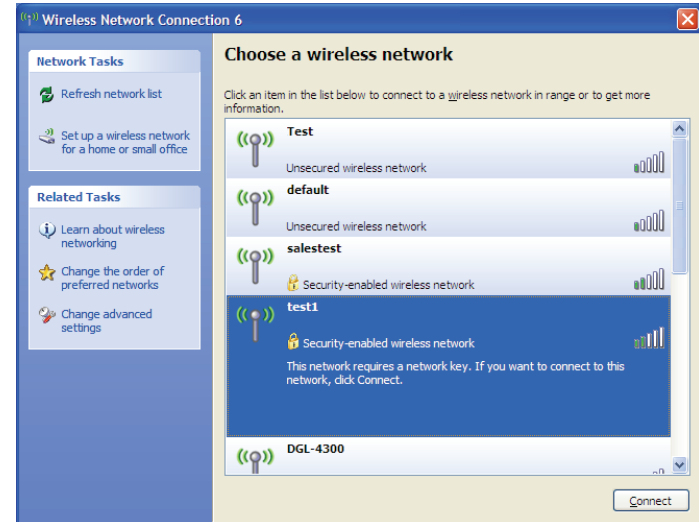 Wireless Network Connection 6
Network Tasks
Refresh network list
Set up a wireless network
for a home or small office
Related Tasks
Learn about wireless
networking
Change the order of
preferred networks
Change advanced
settings
Choose a wireless network
Click an item in the list below to connect to a wireless network in range or to get more
information.
Test
Unsecured wireless network
default
Unsecured wireless network
salestest
Security-enabled wireless network
test1
Security-enabled wireless network
This network requires a network key. If you want to connect to this
network, click Connect.
DGL-4300
Connect